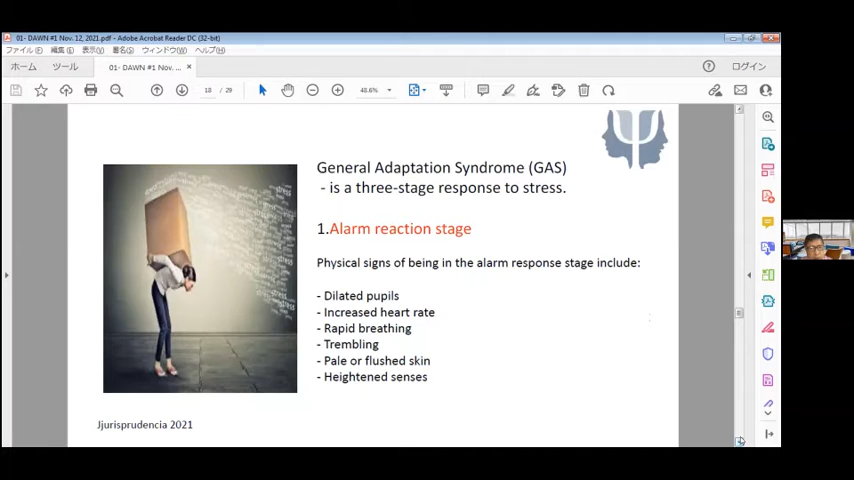 01- DAWN #1 Nov. 12, 2021.pdf - Adobe Acrobat Reader DC (32-bit)
ファイル(F) 編集(E) 表示(V) 署名(S) ウィンドウ(W) ヘルプ(H)
ホーム ツール 01- DAWN #1 Nov. ... × ログイン
18 / 29 48.6%
General Adaptation Syndrome (GAS)
- is a three-stage response to stress.
1.Alarm reaction stage
Physical signs of being in the alarm response stage include:
- Dilated pupils
- Increased heart rate
- Rapid breathing
- Trembling
- Pale or flushed skin
- Heightened senses
stress
Jjurisprudencia 2021